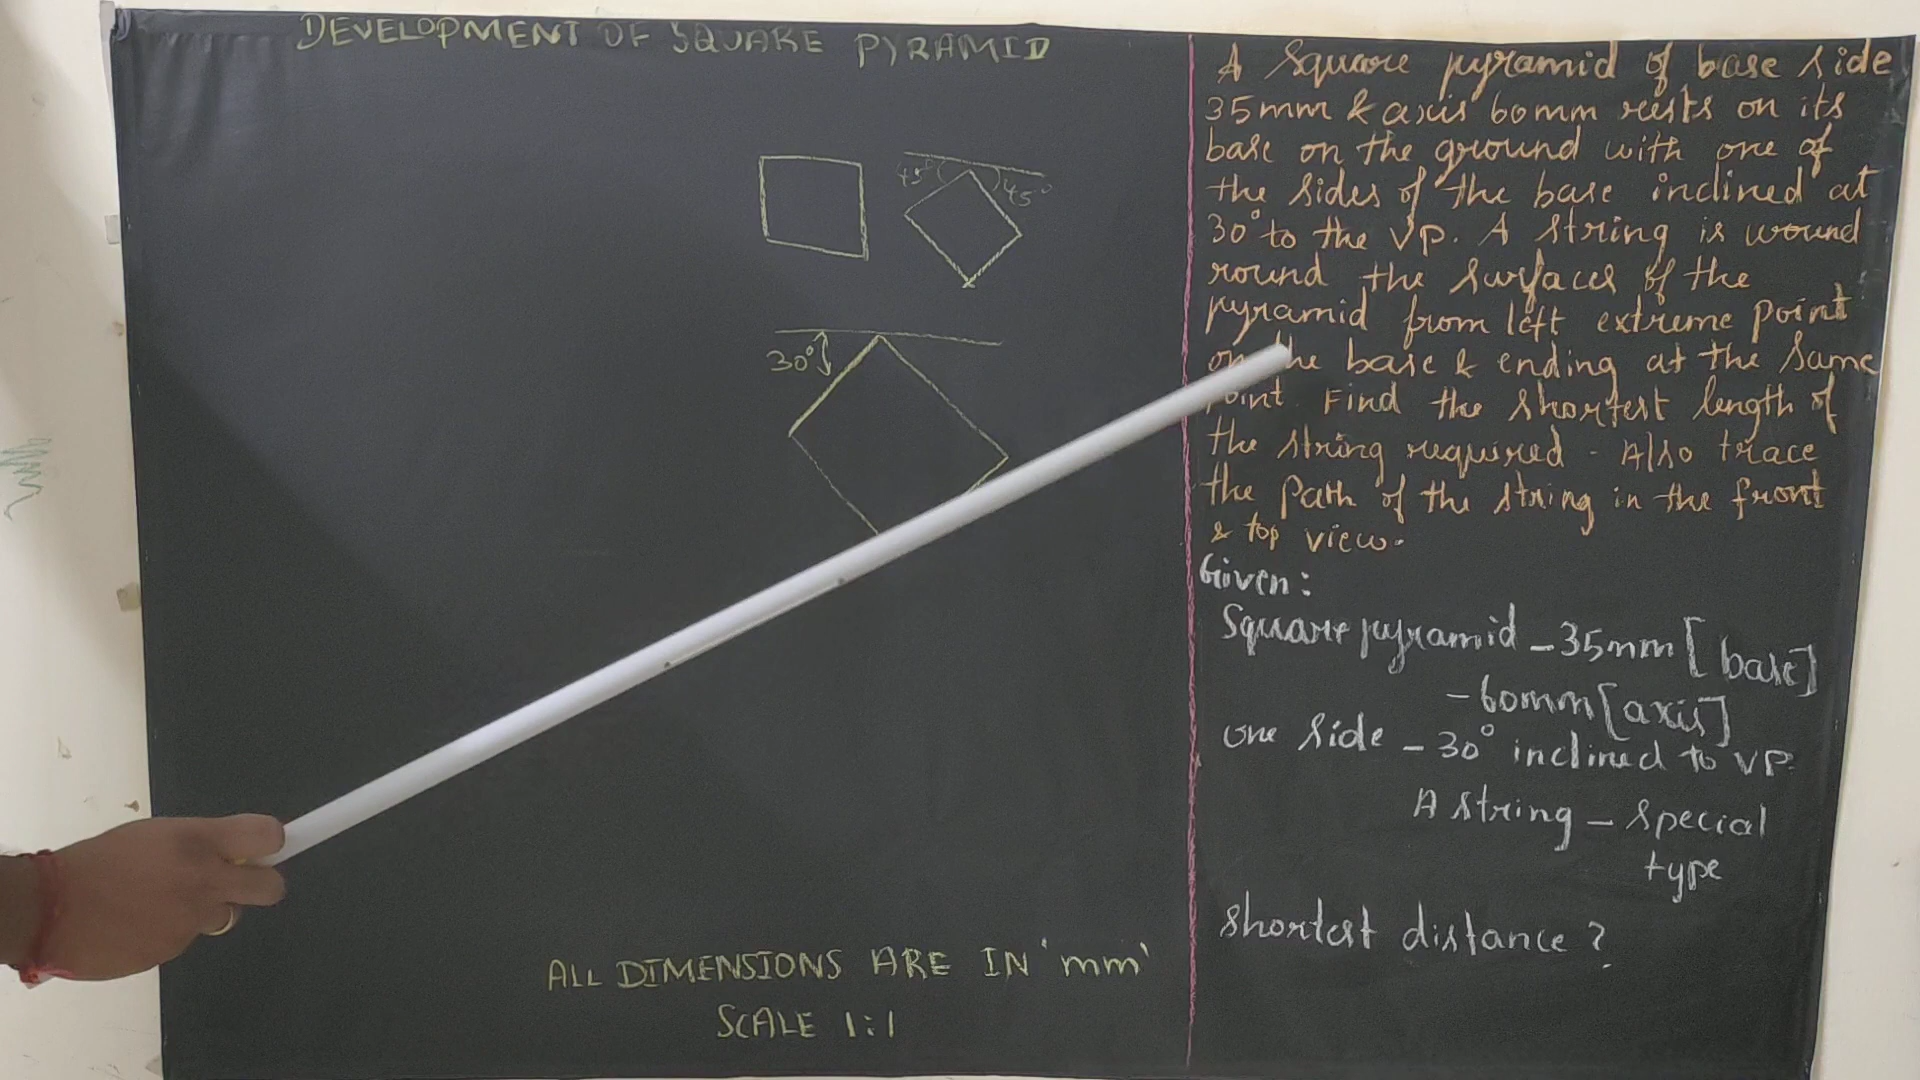 DEVELOPMENT OF SQUARE PYRAMID
45° 45°
30°
ALL DIMENSIONS ARE IN 'mm'
SCALE 1:1
A Square pyramid of base side
35mm & axis 60mm rests on its
base on the ground with one of
the sides of the base inclined at
30° to the VP. A string is wound
round the surfaces of the
pyramid from left extreme point
on the base & ending at the same
point. Find the shortest length of
the string required. Also trace
the path of the string in the front
& top view.
Given:
Square pyramid - 35mm [base]
- 60mm [axis]
One side - 30° inclined to VP.
A string - special
type
shortest distance?